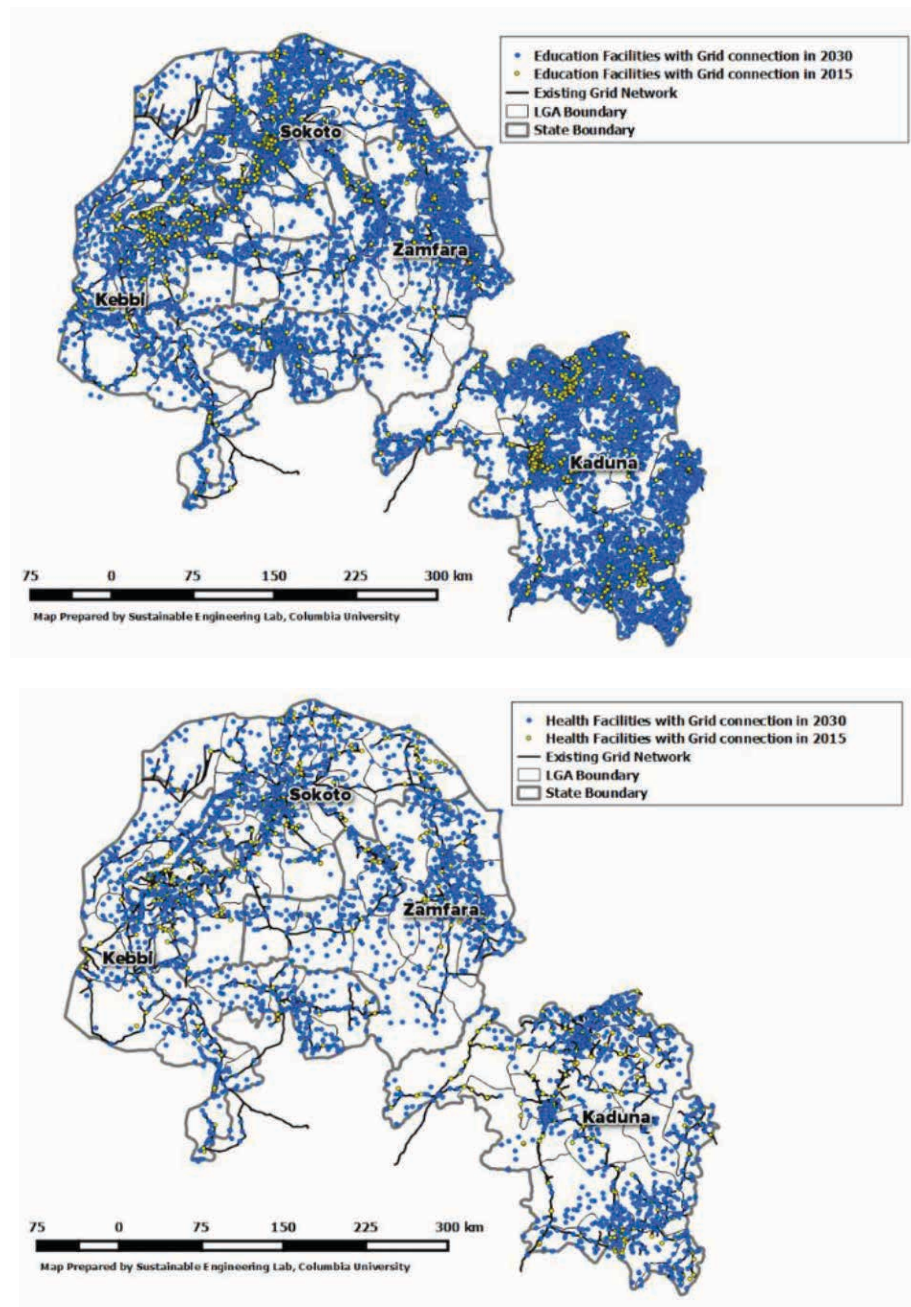 Education Facilities with Grid connection in 2030
Education Facilities with Grid connection in 2015
Existing Grid Network
LGA Boundary
State Boundary
Sokoto
Zamfara
Kebbi
Kaduna
75 0 75 150 225 300 km
Map Prepared by Sustainable Engineering Lab, Columbia University
Health Facilities with Grid connection in 2030
Health Facilities with Grid connection in 2015
Existing Grid Network
LGA Boundary
State Boundary
Sokoto
Zamfara
Kebbi
Kaduna
75 0 75 150 225 300 km
Map Prepared by Sustainable Engineering Lab, Columbia University